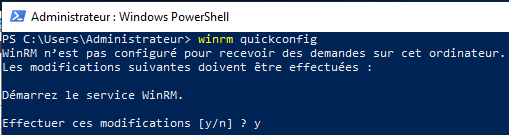 Administrateur : Windows PowerShell
PS C:\Users\Administrateur> winrm quickconfig
WinRM n’est pas configuré pour recevoir des demandes sur cet ordinateur.
Les modifications suivantes doivent être effectuées :
Démarrez le service WinRM.
Effectuer ces modifications [y/n] ? y